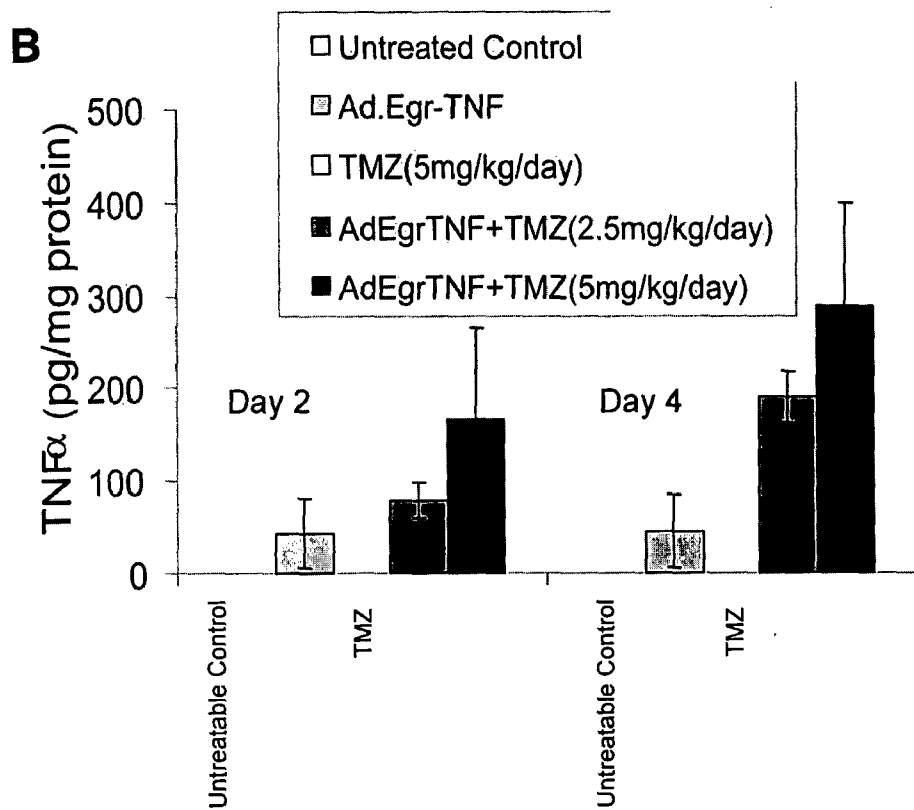 B
Untreated Control
Ad.Egr-TNF
TMZ(5mg/kg/day)
AdEgrTNF+TMZ(2.5mg/kg/day)
AdEgrTNF+TMZ(5mg/kg/day)
TNFα (pg/mg protein)
500
400
300
200
100
0
Day 2
Day 4
Untreatable Control
TMZ
Untreatable Control
TMZ